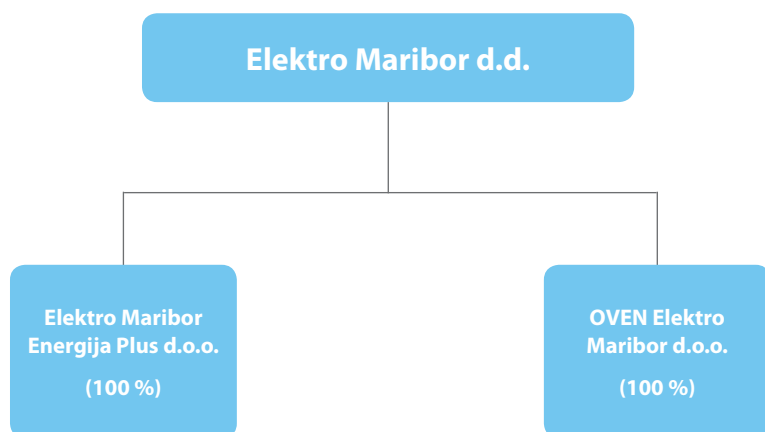 Elektro Maribor d.d.
Elektro Maribor
Energija Plus d.o.o.
(100 %)
OVEN Elektro
Maribor d.o.o.
(100 %)